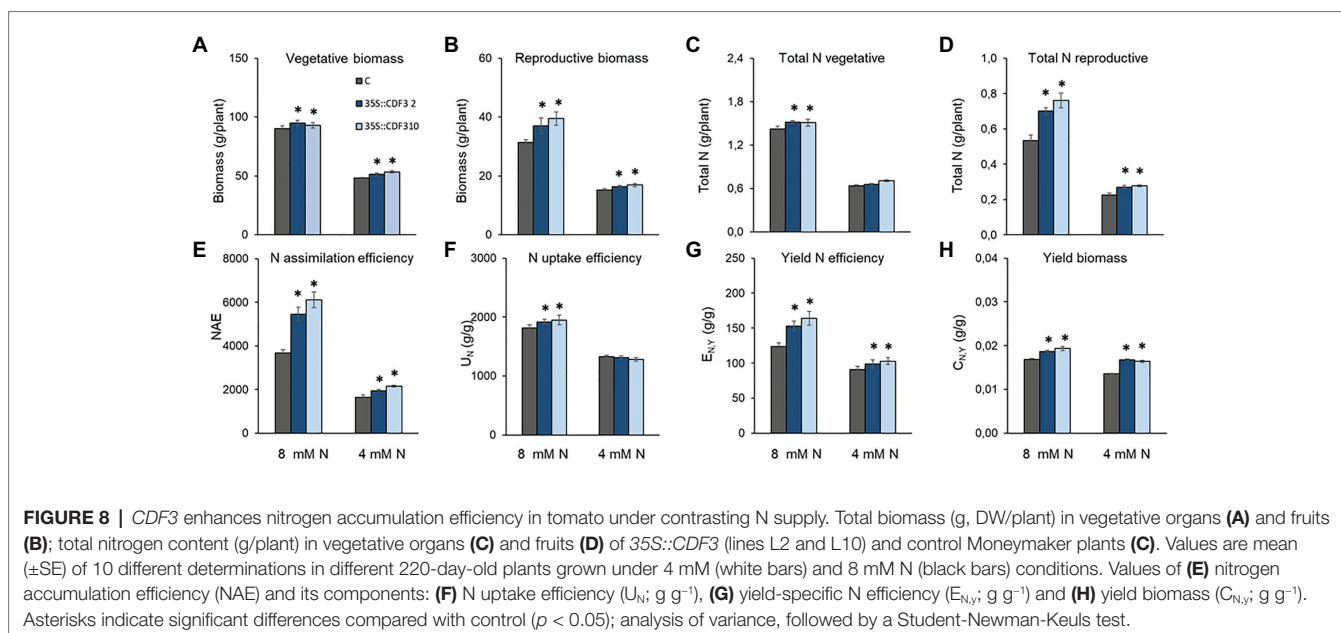 A
Vegetative biomass
150
100
50
0
Biomass (g/plant)
C
35S::CDF3 2
35S::CDF310
* *
* *
B
Reproductive biomass
60
40
20
0
Biomass (g/plant)
* *
* *
C
Total N vegetative
2,4
1,8
1,2
0,6
0,0
Total N (g/plant)
* *
D
Total N reproductive
1,0
0,8
0,6
0,4
0,2
0,0
Total N (g/plant)
* *
* *
E
N assimilation efficiency
8000
6000
4000
2000
0
NAE
* *
* *
8 mM N 4 mM N
F
N uptake efficiency
3000
2000
1000
0
U_N (g/g)
* *
8 mM N 4 mM N
G
Yield N efficiency
250
200
150
100
50
0
E_N,Y (g/g)
* *
* *
8 mM N 4 mM N
H
Yield biomass
0,04
0,03
0,02
0,01
0,00
C_N,Y (g/g)
* *
* *
8 mM N 4 mM N
FIGURE 8 | CDF3 enhances nitrogen accumulation efficiency in tomato under contrasting N supply. Total biomass (g, DW/plant) in vegetative organs (A) and fruits
(B); total nitrogen content (g/plant) in vegetative organs (C) and fruits (D) of 35S::CDF3 (lines L2 and L10) and control Moneymaker plants (C). Values are mean
(±SE) of 10 different determinations in different 220-day-old plants grown under 4 mM (white bars) and 8 mM N (black bars) conditions. Values of (E) nitrogen
accumulation efficiency (NAE) and its components: (F) N uptake efficiency (U_N; g g⁻¹), (G) yield-specific N efficiency (E_N,y; g g⁻¹) and (H) yield biomass (C_N,y; g g⁻¹).
Asterisks indicate significant differences compared with control (p < 0.05); analysis of variance, followed by a Student-Newman-Keuls test.